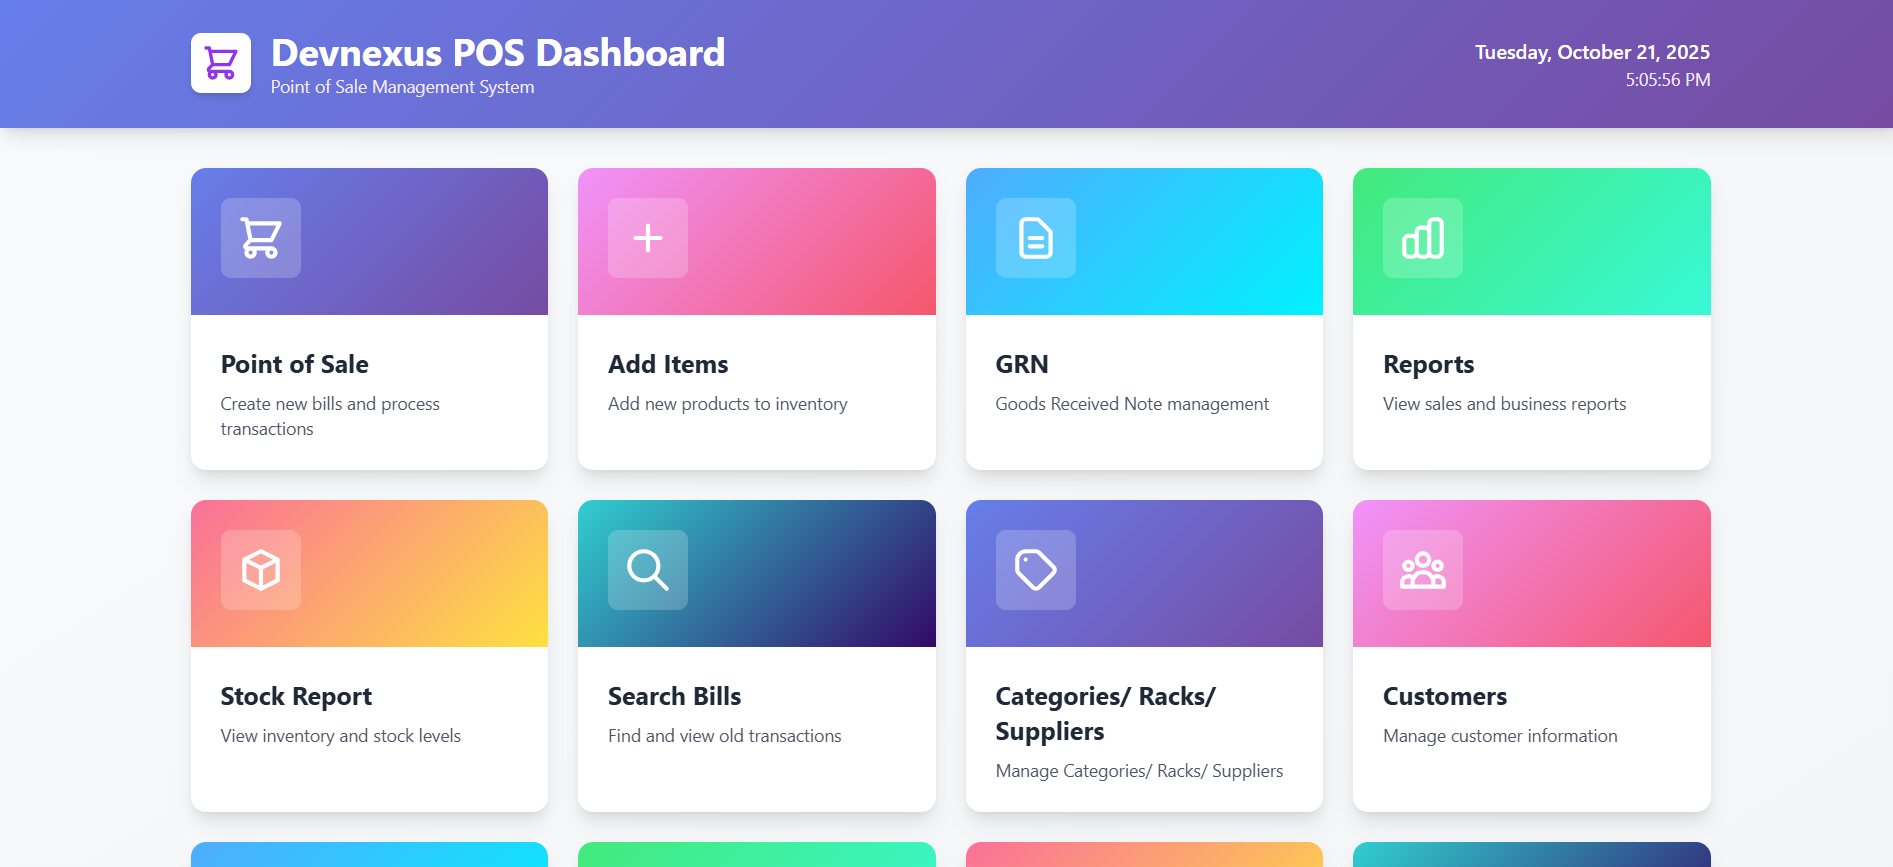 Devnexus POS Dashboard
Point of Sale Management System
Tuesday, October 21, 2025
5:05:56 PM
Point of Sale
Create new bills and process
transactions
Add Items
Add new products to inventory
GRN
Goods Received Note management
Reports
View sales and business reports
Stock Report
View inventory and stock levels
Search Bills
Find and view old transactions
Categories/ Racks/
Suppliers
Manage Categories/ Racks/ Suppliers
Customers
Manage customer information